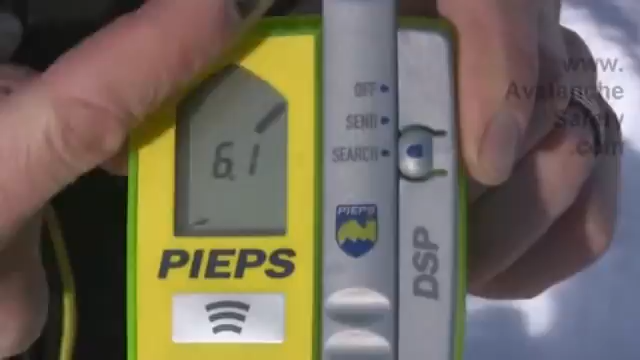 www.
Avalanche
Safety
.com
OFF
SEND
SEARCH
6.1
PIEPS
PIEPS
DSP